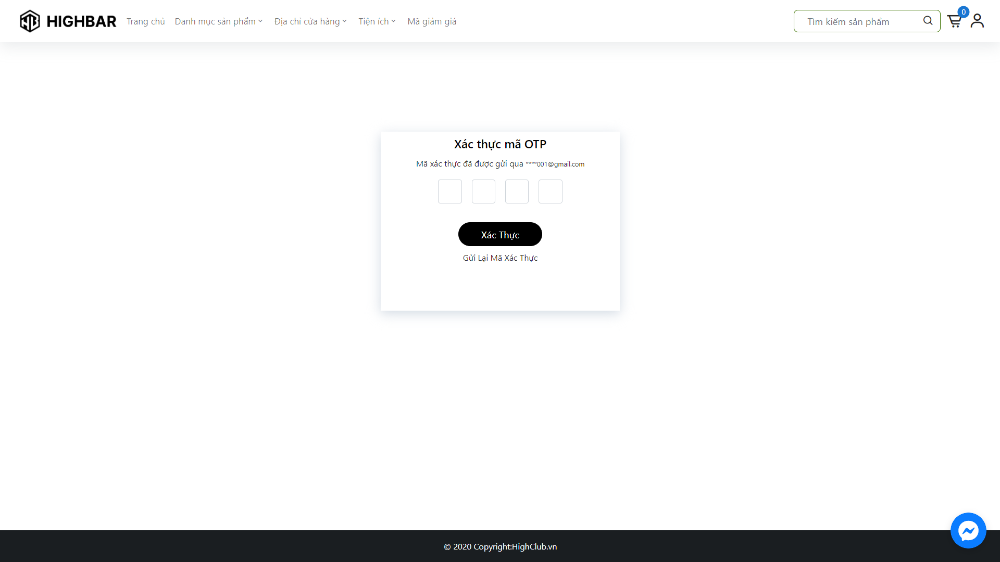 HIGHBAR Trang chủ Danh mục sản phẩm Địa chỉ cửa hàng Tiện ích Mã giảm giá Tìm kiếm sản phẩm 0
Xác thực mã OTP
Mã xác thực đã được gửi qua ****001@gmail.com
Xác Thực
Gửi Lại Mã Xác Thực
© 2020 Copyright:HighClub.vn